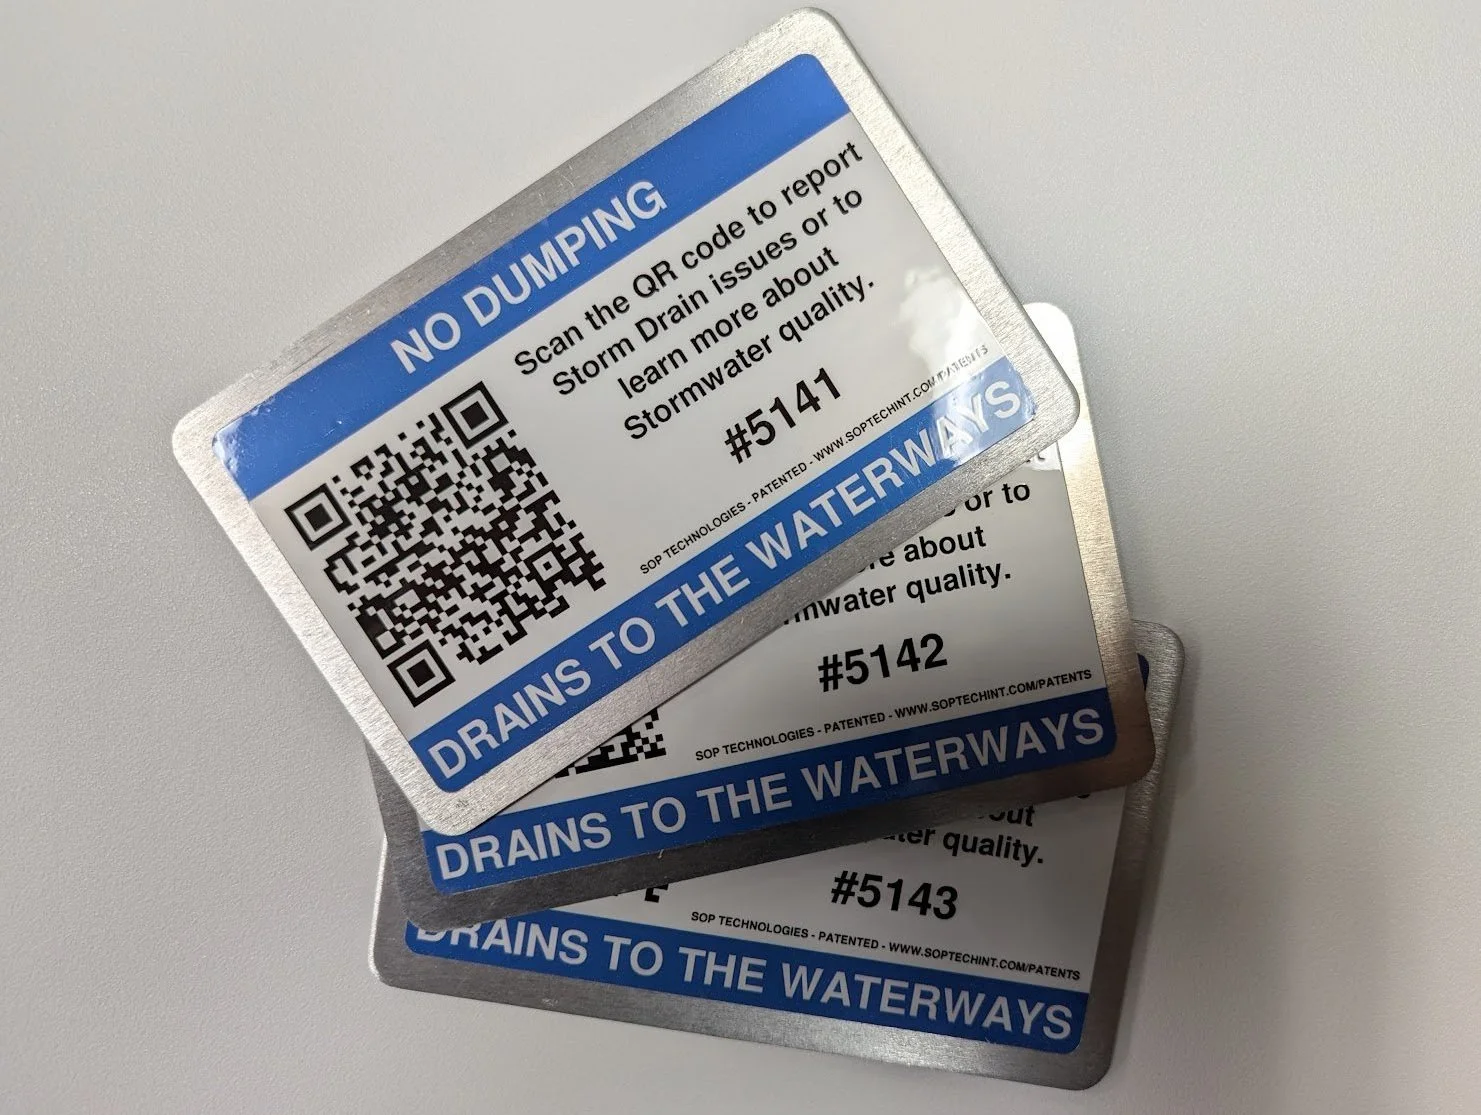 NO DUMPING
Scan the QR code to report
Storm Drain issues or to
learn more about
Stormwater quality.
#5141
SOP TECHNOLOGIES - PATENTED - WWW.SOPTECHINT.COM/PATENTS
DRAINS TO THE WATERWAYS
or to
about
quality.
#5142
SOP TECHNOLOGIES - PATENTED - WWW.SOPTECHINT.COM/PATENTS
DRAINS TO THE WATERWAYS
quality.
#5143
SOP TECHNOLOGIES - PATENTED - WWW.SOPTECHINT.COM/PATENTS
DRAINS TO THE WATERWAYS